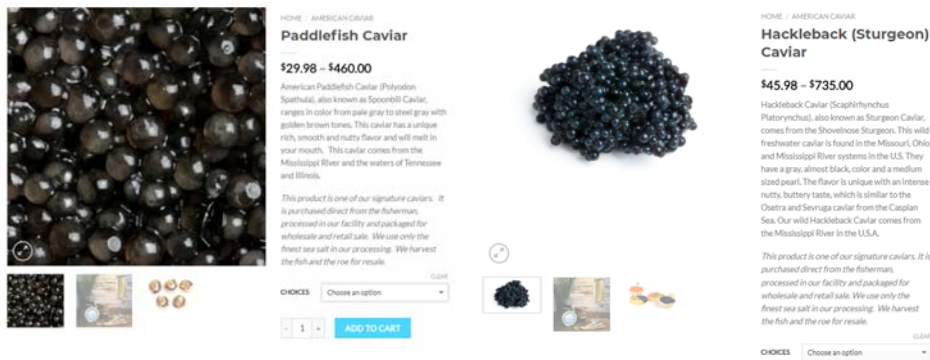 HOME / AMERICAN CAVIAR
Paddlefish Caviar
$29.98 – $460.00
American Paddlefish Caviar (Polyodon
Spathula), also known as Spoonbill Caviar,
ranges in color from pale gray to steel gray with
golden brown tones. This caviar has a unique
rich, smooth and nutty flavor and will melt in
your mouth. This caviar comes from the
Mississippi River and the waters of Tennessee
and Illinois.
This product is one of our signature caviars. It
is purchased direct from the fisherman,
processed in our facility and packaged for
wholesale and retail sale. We use only the
finest sea salt in our processing. We harvest
the fish and the roe for resale.
CLEAR
CHOICES Choose an option
- 1 +
ADD TO CART
HOME / AMERICAN CAVIAR
Hackleback (Sturgeon)
Caviar
$45.98 – $735.00
Hackleback Caviar (Scaphirhynchus
Platorynchus), also known as Sturgeon Caviar,
comes from the Shovelnose Sturgeon. This wild
freshwater caviar is found in the Missouri, Ohio
and Mississippi River systems in the U.S. They
have a gray, almost black, color and a medium
sized pearl. The flavor is unique with an intense
nutty, buttery taste, which is similar to the
Osetra and Sevruga caviar from the Caspian
Sea. Our wild Hackleback Caviar comes from
the Mississippi River in the U.S.A.
This product is one of our signature caviars. It is
purchased direct from the fishermen,
processed in our facility and packaged for
wholesale and retail sale. We use only the
finest sea salt in our processing. We harvest
the fish and the roe for resale.
CLEAR
CHOICES Choose an option